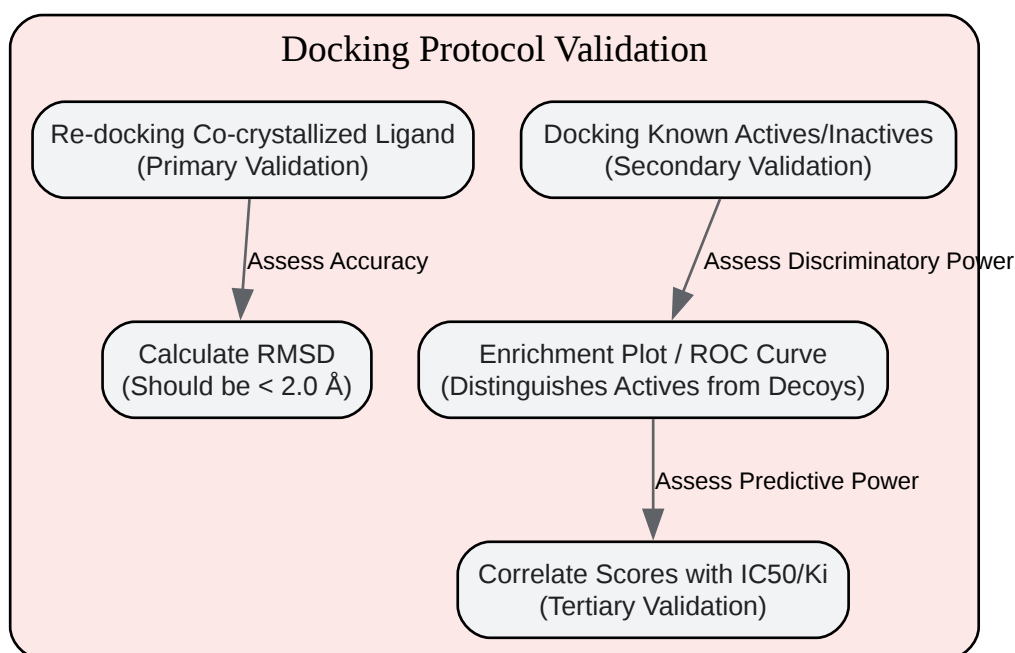 Docking Protocol Validation
Re-docking Co-crystallized Ligand
(Primary Validation)
Docking Known Actives/Inactives
(Secondary Validation)
Assess Accuracy
Assess Discriminatory Power
Calculate RMSD
(Should be < 2.0 Å)
Enrichment Plot / ROC Curve
(Distinguishes Actives from Decoys)
Assess Predictive Power
Correlate Scores with IC50/Ki
(Tertiary Validation)